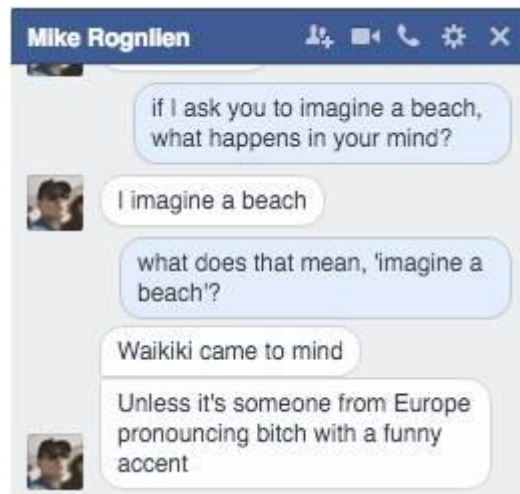 Mike Rognlien
if I ask you to imagine a beach,
what happens in your mind?
I imagine a beach
what does that mean, 'imagine a
beach'?
Waikiki came to mind
Unless it's someone from Europe
pronouncing bitch with a funny
accent